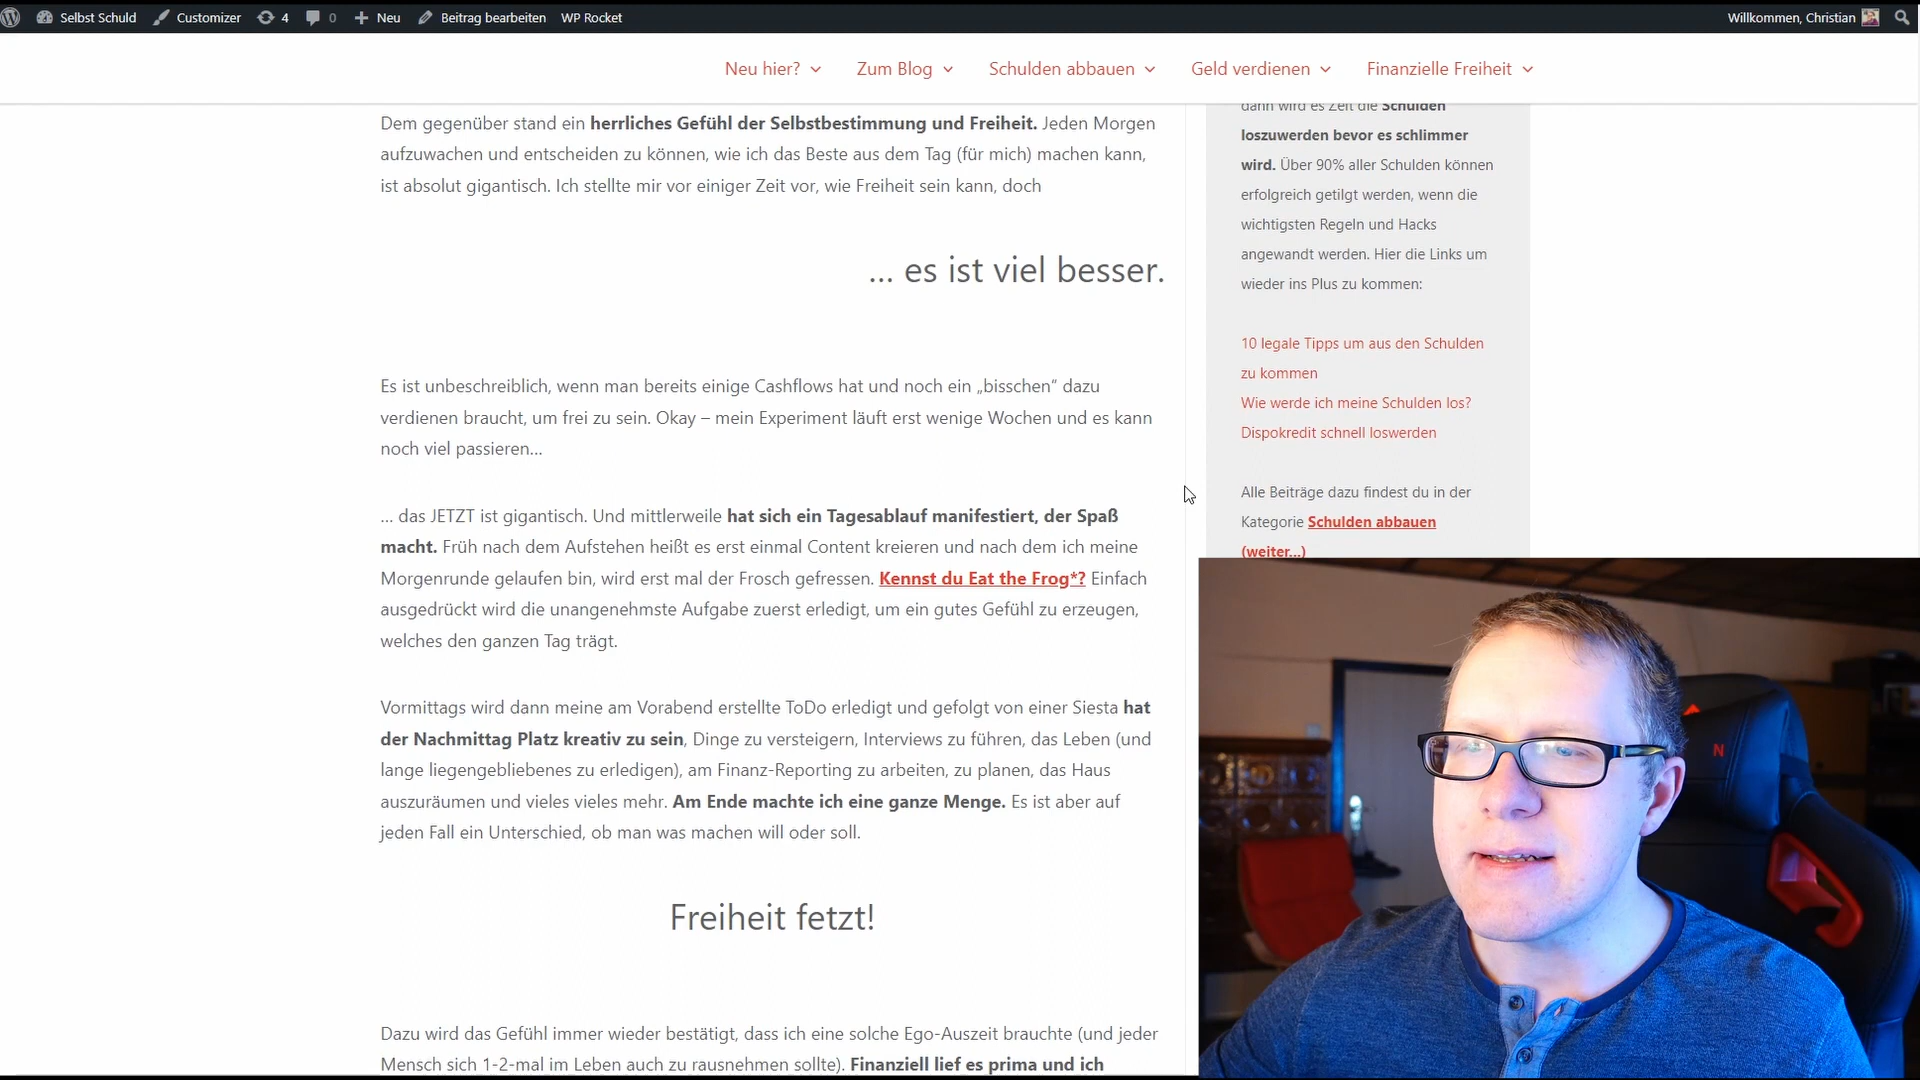 Selbst Schuld Customizer 4 0 Neu Beitrag bearbeiten WP Rocket Willkommen, Christian
Neu hier? Zum Blog Schulden abbauen Geld verdienen Finanzielle Freiheit
Dem gegenüber stand ein herrliches Gefühl der Selbstbestimmung und Freiheit. Jeden Morgen
aufzuwachen und entscheiden zu können, wie ich das Beste aus dem Tag (für mich) machen kann,
ist absolut gigantisch. Ich stellte mir vor einiger Zeit vor, wie Freiheit sein kann, doch
… es ist viel besser.
Es ist unbeschreiblich, wenn man bereits einige Cashflows hat und noch ein „bisschen“ dazu
verdienen braucht, um frei zu sein. Okay – mein Experiment läuft erst wenige Wochen und es kann
noch viel passieren…
… das JETZT ist gigantisch. Und mittlerweile hat sich ein Tagesablauf manifestiert, der Spaß
macht. Früh nach dem Aufstehen heißt es erst einmal Content kreieren und nach dem ich meine
Morgenrunde gelaufen bin, wird erst mal der Frosch gefressen. Kennst du Eat the Frog*? Einfach
ausgedrückt wird die unangenehmste Aufgabe zuerst erledigt, um ein gutes Gefühl zu erzeugen,
welches den ganzen Tag trägt.
Vormittags wird dann meine am Vorabend erstellte ToDo erledigt und gefolgt von einer Siesta hat
der Nachmittag Platz kreativ zu sein, Dinge zu versteigern, Interviews zu führen, das Leben (und
lange liegengebliebenes zu erledigen), am Finanz-Reporting zu arbeiten, zu planen, das Haus
auszuräumen und vieles vieles mehr. Am Ende machte ich eine ganze Menge. Es ist aber auf
jeden Fall ein Unterschied, ob man was machen will oder soll.
Freiheit fetzt!
Dazu wird das Gefühl immer wieder bestätigt, dass ich eine solche Ego-Auszeit brauchte (und jeder
Mensch sich 1-2-mal im Leben auch zu rausnehmen sollte). Finanziell lief es prima und ich
dann wird es Zeit die Schulden
loszuwerden bevor es schlimmer
wird. Über 90% aller Schulden können
erfolgreich getilgt werden, wenn die
wichtigsten Regeln und Hacks
angewandt werden. Hier die Links um
wieder ins Plus zu kommen:
10 legale Tipps um aus den Schulden
zu kommen
Wie werde ich meine Schulden los?
Dispokredit schnell loswerden
Alle Beiträge dazu findest du in der
Kategorie Schulden abbauen
(weiter…)
N